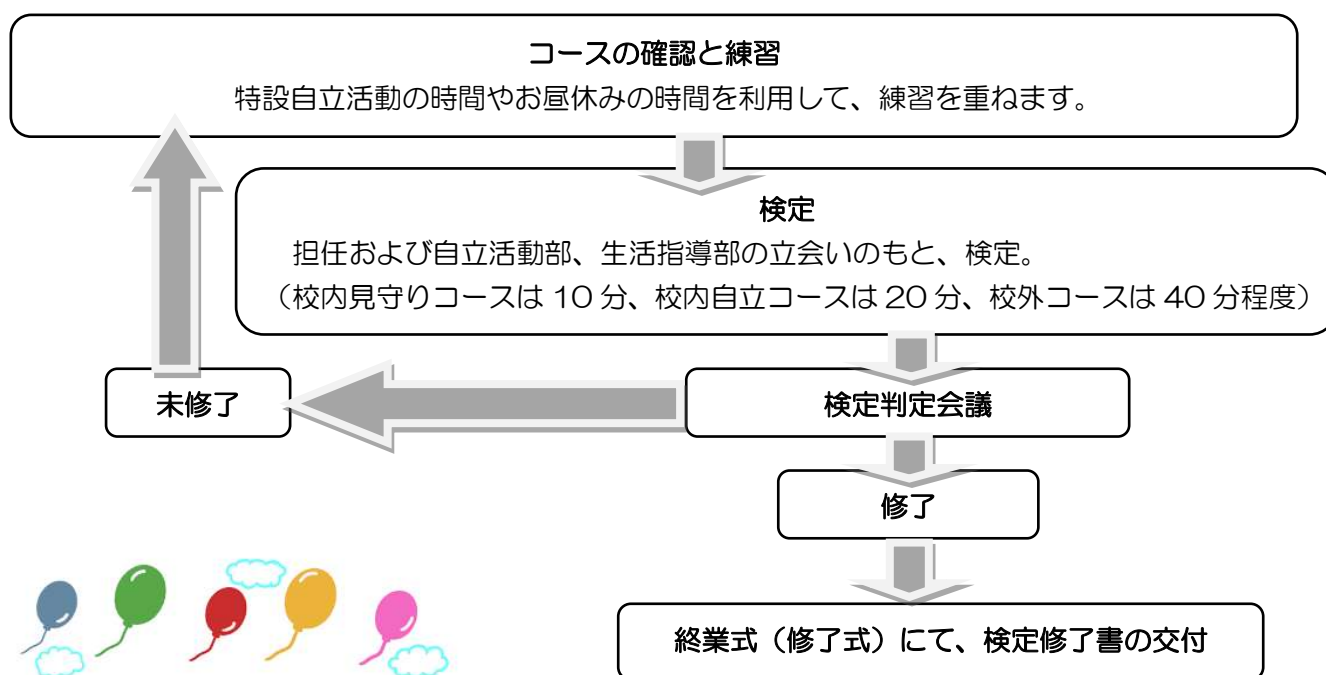 コースの確認と練習
特設自立活動の時間やお昼休みの時間を利用して、練習を重ねます。
検定
担任および自立活動部、生活指導部の立会いのもと、検定。
（校内見守りコースは 10 分、校内自立コースは 20 分、校外コースは 40 分程度）
未修了
検定判定会議
修了
終業式（修了式）にて、検定修了書の交付